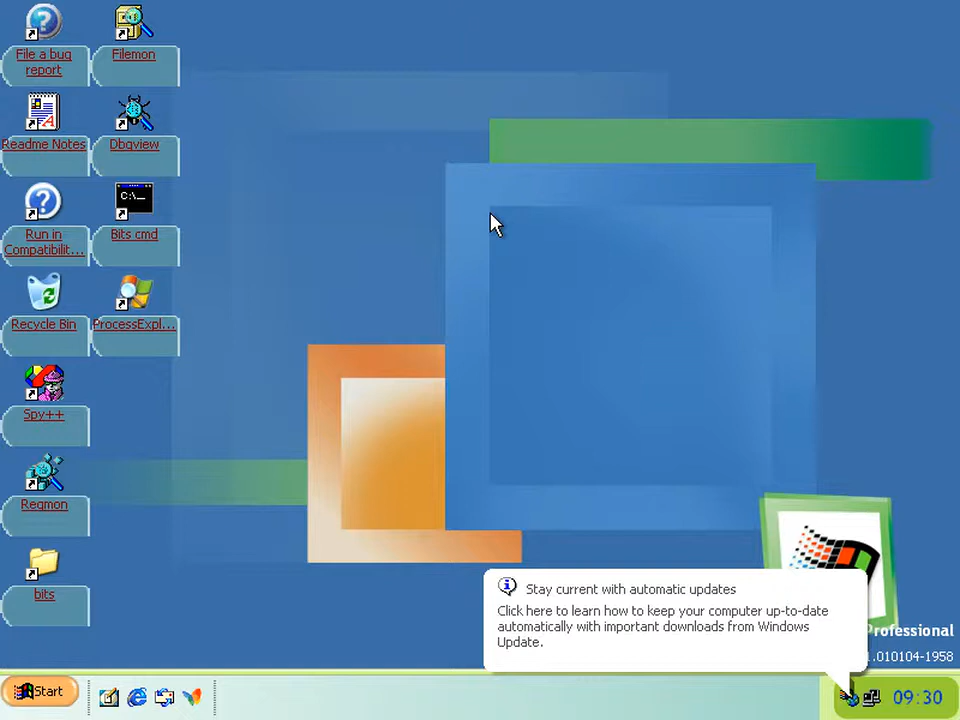 File a bug
report
Filemon
Readme Notes
Dbgview
C:\_
Run in
Compatibilit...
Bits cmd
Recycle Bin
ProcessExpl...
Spy++
Regmon
bits
Stay current with automatic updates
Click here to learn how to keep your computer up-to-date
automatically with important downloads from Windows
Update.
Professional
1.010104-1958
Start
09:30